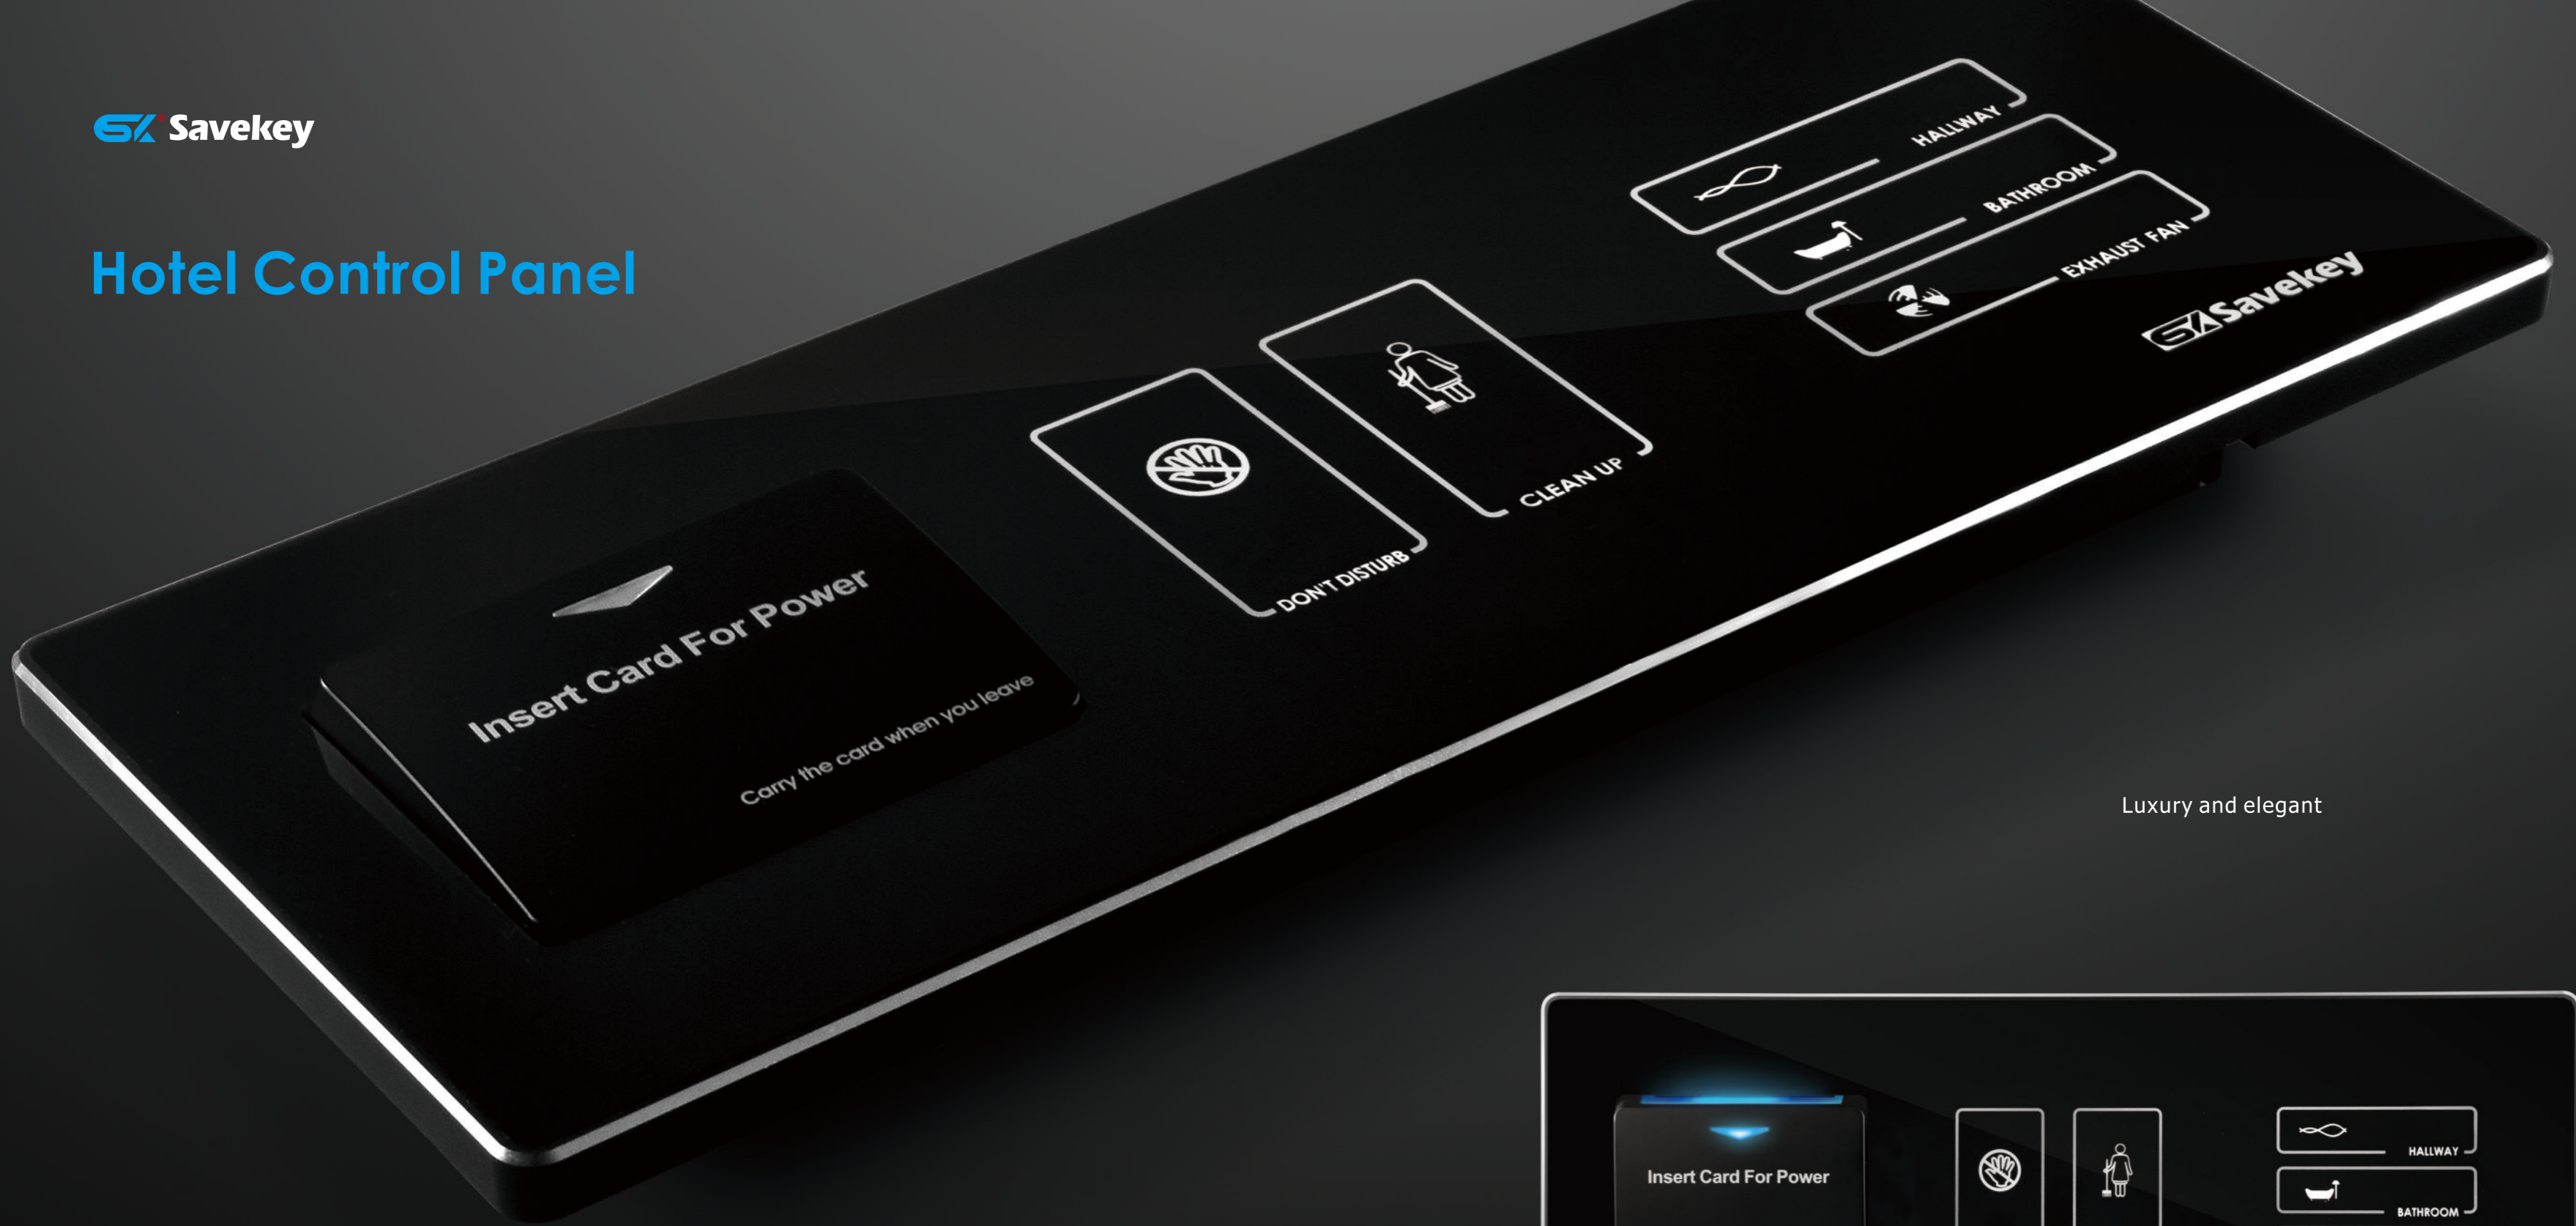 Savekey
Hotel Control Panel
HALLWAY
BATHROOM
EXHAUST FAN
Savekey
CLEAN UP
DON'T DISTURB
Insert Card For Power
Carry the card when you leave
Luxury and elegant
Insert Card For Power
HALLWAY
BATHROOM